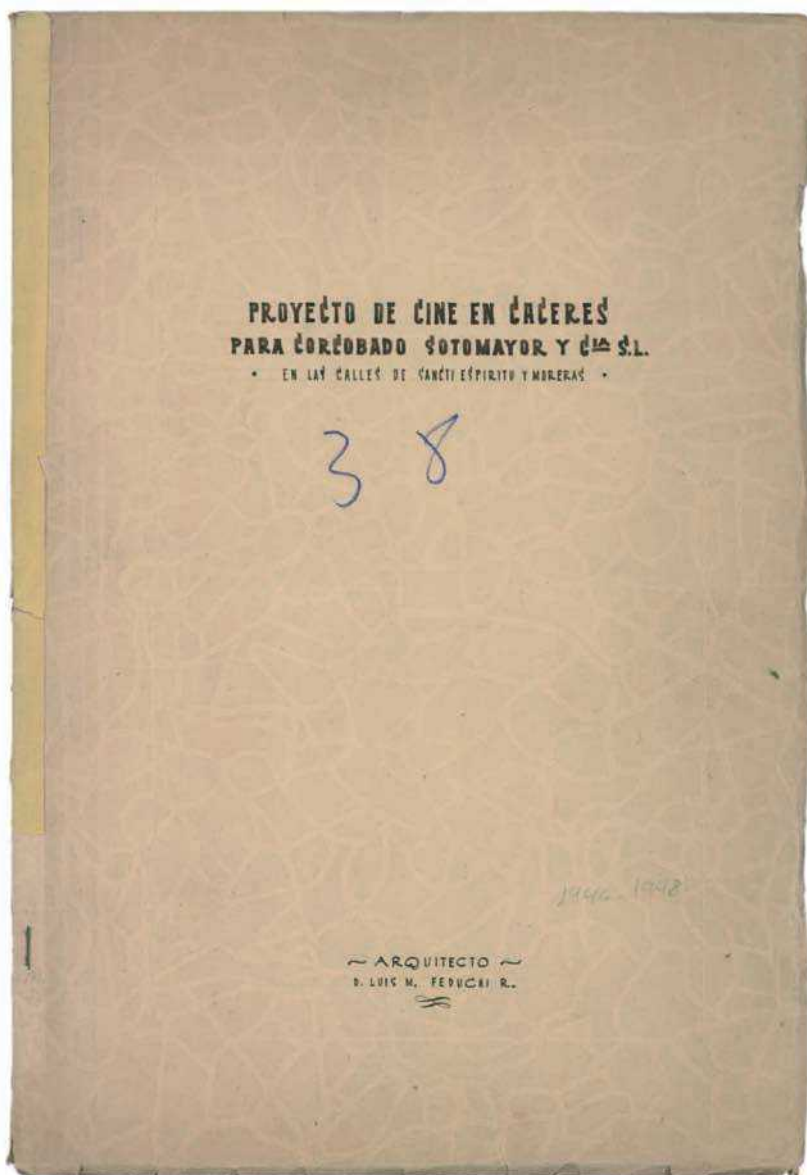 PROYECTO DE CINE EN CACERES
PARA CORCOBADO SOTOMAYOR Y Cᴵᴬ S.L.
• EN LAS CALLES DE SANCTI ESPIRITU Y MORERAS •
3 8
1946-1948
~ ARQUITECTO ~
D. LUIS M. FEDUCHI R.